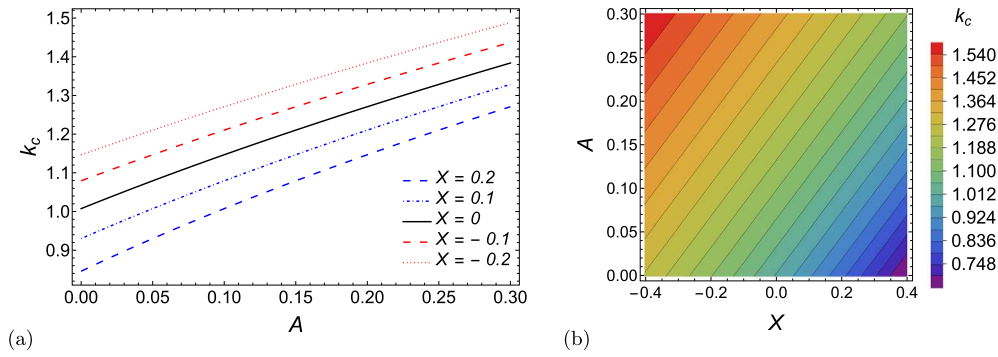 1.5
1.4
1.3
1.2
1.1
1.0
0.9
k_c
0.00 0.05 0.10 0.15 0.20 0.25 0.30
A
X = 0.2
X = 0.1
X = 0
X = − 0.1
X = − 0.2
(a)
0.30
0.25
0.20
0.15
0.10
0.05
0.00
A
−0.4 −0.2 0.0 0.2 0.4
X
k_c
1.540
1.452
1.364
1.276
1.188
1.100
1.012
0.924
0.836
0.748
(b)